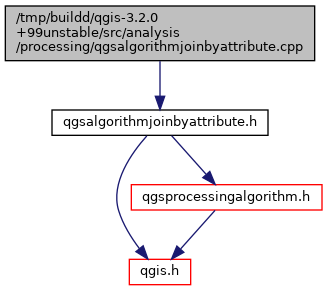 /tmp/buildd/qgis-3.2.0
+99unstable/src/analysis
/processing/qgsalgorithmjoinbyattribute.cpp
qgsalgorithmjoinbyattribute.h
qgsprocessingalgorithm.h
qgis.h